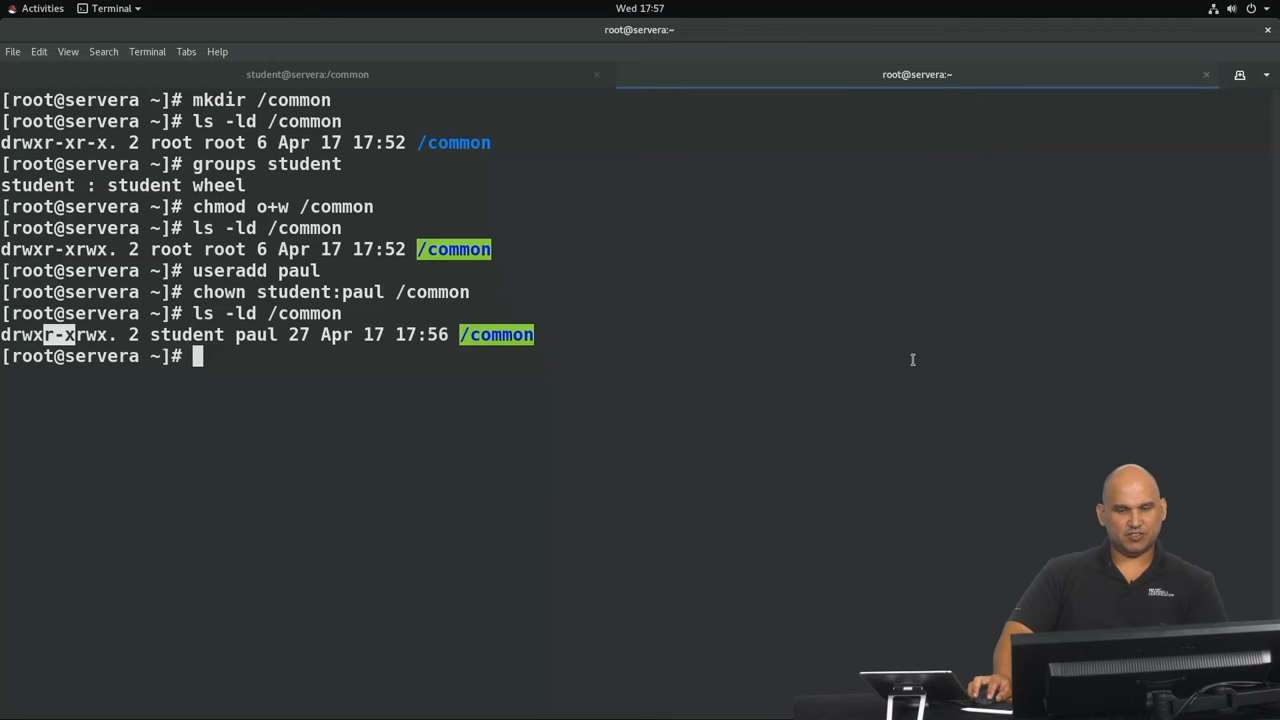 Activities
Terminal
Wed 17:57
root@servera:~
File Edit View Search Terminal Tabs Help
student@servera:/common
root@servera:~
[root@servera ~]# mkdir /common
[root@servera ~]# ls -ld /common
drwxr-xr-x. 2 root root 6 Apr 17 17:52 /common
[root@servera ~]# groups student
student : student wheel
[root@servera ~]# chmod o+w /common
[root@servera ~]# ls -ld /common
drwxr-xrwx. 2 root root 6 Apr 17 17:52 /common
[root@servera ~]# useradd paul
[root@servera ~]# chown student:paul /common
[root@servera ~]# ls -ld /common
drwxr-xrwx. 2 student paul 27 Apr 17 17:56 /common
[root@servera ~]#